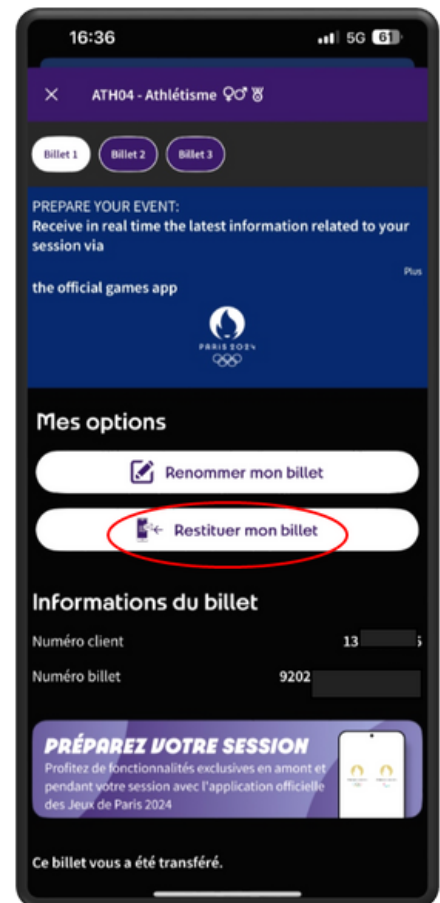 16:36 5G 61
ATH04 - Athlétisme ♀♂
Billet 1 Billet 2 Billet 3
PREPARE YOUR EVENT:
Receive in real time the latest information related to your
session via
Plus
the official games app
PARIS 2024
Mes options
Renommer mon billet
Restituer mon billet
Informations du billet
Numéro client 13
Numéro billet 9202
PRÉPAREZ VOTRE SESSION
Profitez de fonctionnalités exclusives en amont et
pendant votre session avec l'application officielle
des Jeux de Paris 2024
Ce billet vous a été transféré.